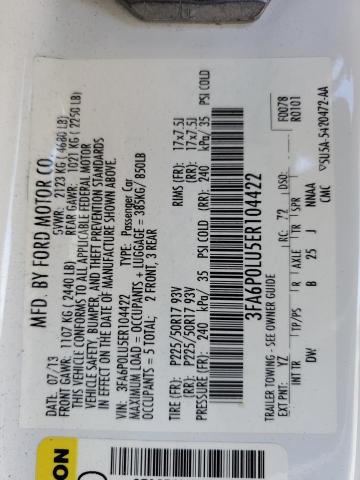 MFD. BY FORD MOTOR CO.
DATE: 07/13 GVWR: 2123 KG ( 4680 LB)
FRONT GAWR: 1107 KG ( 2440 LB) REAR GAWR: 1021 KG ( 2250 LB)
VEHICLE CONFORMS TO ALL APPLICABLE FEDERAL MOTOR
VEHICLE SAFETY, BUMPER, AND THEFT PREVENTION STANDARDS
IN EFFECT ON THE DATE OF MANUFACTURE SHOWN ABOVE.
VIN: 3FA6P0LU5ER104422 TYPE: Passenger Car
MAXIMUM LOAD = OCCUPANTS + LUGGAGE = 385KG/ 850LB
OCCUPANTS = 5 TOTAL: 2 FRONT, 3 REAR
TIRE (FR): P225/50R17 93V RIMS (FR): 17x7.5J
(RR): P225/50R17 93V (RR): 17x7.5J
PRESSURE (FR): 240 kPa/ 35 PSI COLD (RR): 240 kPa/ 35 PSI COLD
3FA6P0LU5ER104422
F0078
R0101
TRAILER TOWING - SEE OWNER MANUAL
EXT PNT: YZ RC: 72 DSO:
INT TR TP/PS R AXLE TR SPR
DW B 25 J NNAA
CMC
5U5A-5420472-AA
ON